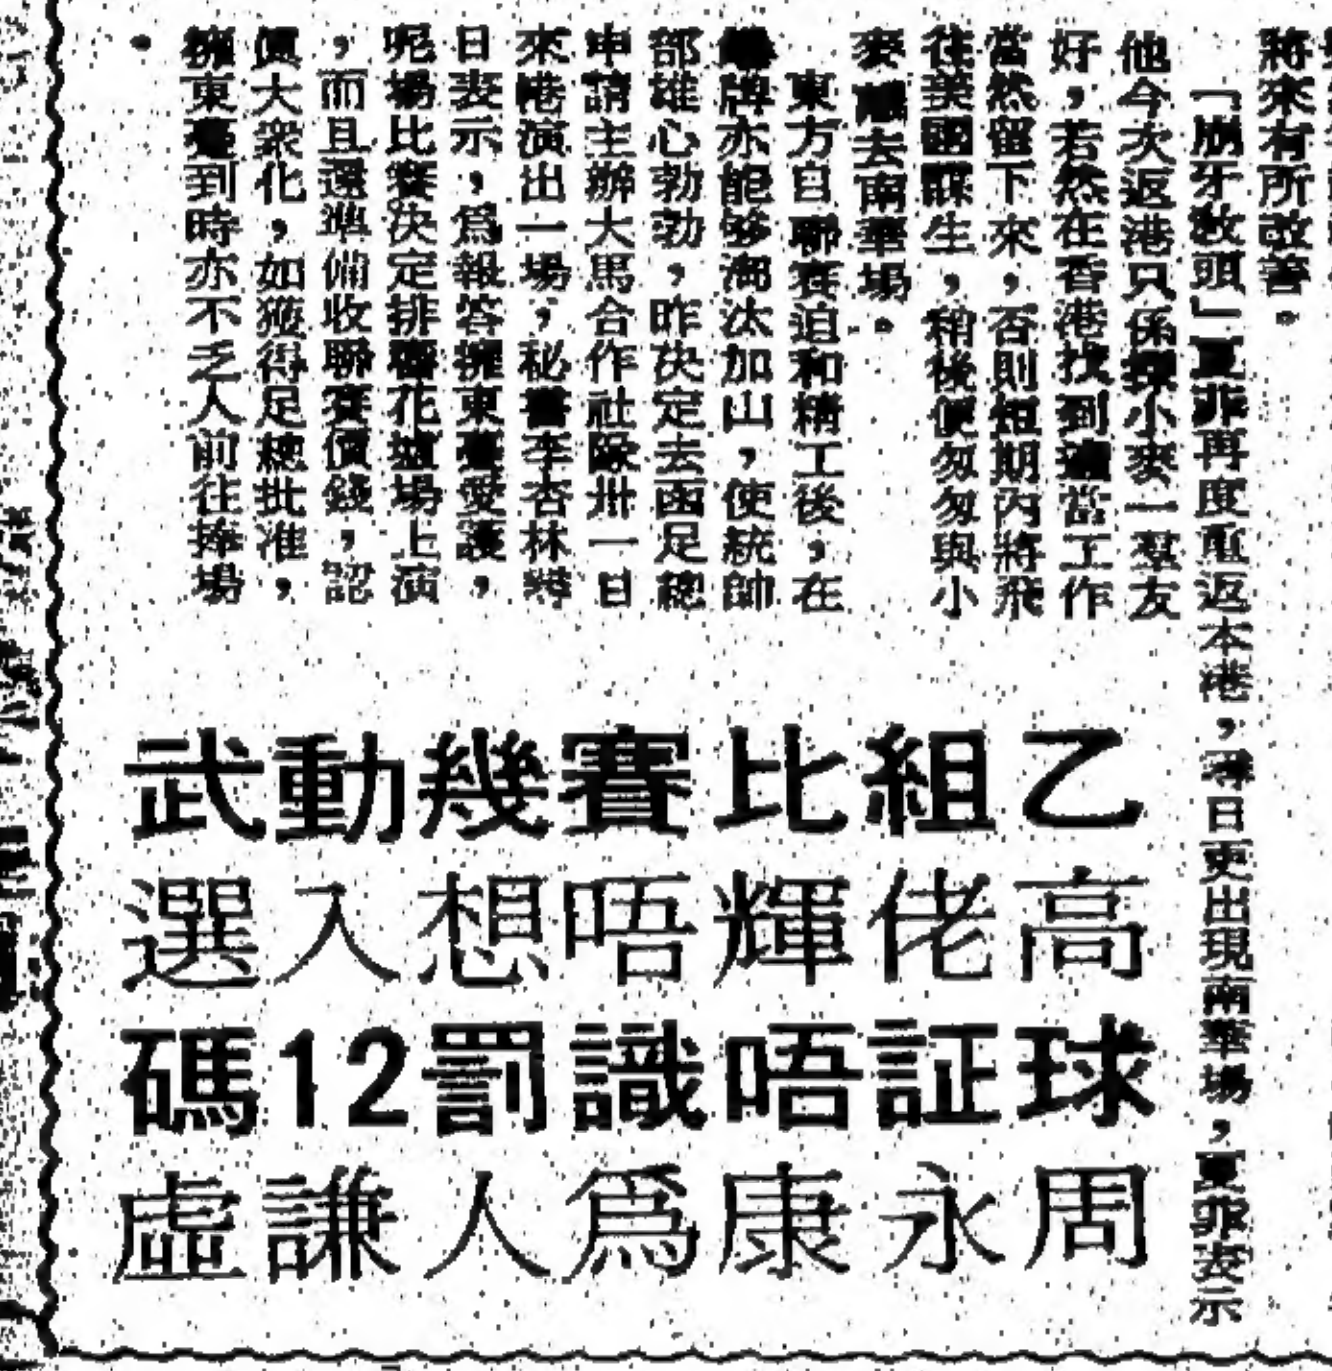 將來有所改善。
「崩牙教頭」夏菲再度重返本港，尋日更出現南華場，夏菲表示
他今次返港只係探小麥一羣友
好，若然在香港找到適當工作
當然留下來，否則短期內將飛
往美國謀生，稍後便匆匆與小
麥離去南華場。
東方自聯賽迫和精工後，在
牌亦能够淘汰加山，使統帥
部雄心勃勃，昨決定去函足總
申請主辦大馬合作社隊卅一日
來港演出一場，秘書李杏林
日表示，爲報答擁東躉愛護，
呢場比賽決定排花墟場上演
，而且還準備收聯賽價錢，認
價大衆化，如獲得足總批准，
擁東躉到時亦不乏人前往捧場
。
乙組比賽幾動武
高佬輝唔想入選
球証唔識罰12碼
周永康爲人謙虛